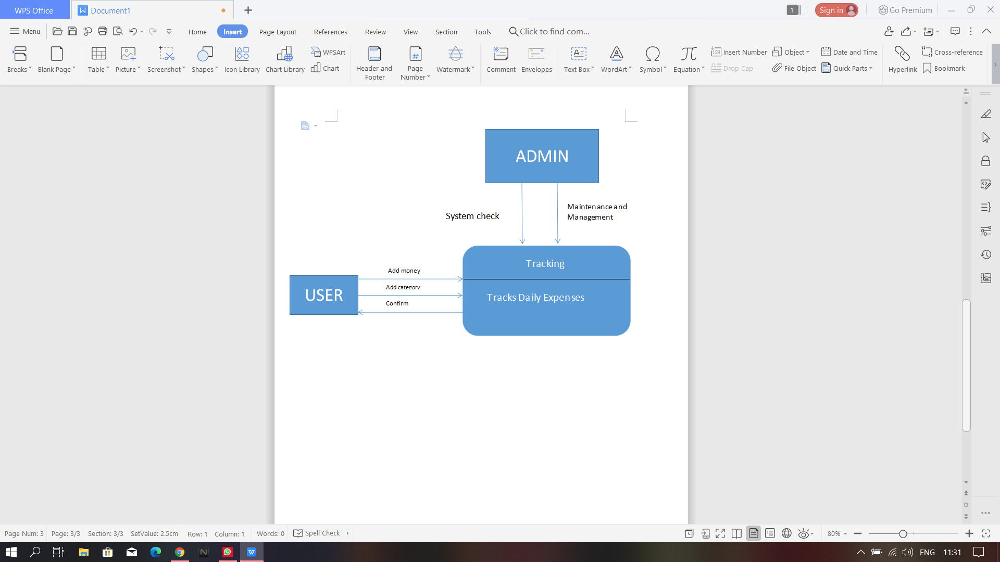 WPS Office
Document1
1
Sign in
Go Premium
Menu
Home
Insert
Page Layout
References
Review
View
Section
Tools
Click to find com...
Breaks
Blank Page
Table
Picture
Screenshot
Shapes
Icon Library
Chart Library
WPSArt
Chart
Header and
Footer
Page
Number
Watermark
Comment
Envelopes
Text Box
WordArt
Symbol
Equation
Insert Number
Drop Cap
Object
File Object
Date and Time
Quick Parts
Hyperlink
Cross-reference
Bookmark
ADMIN
System check
Maintenance and
Management
Tracking
Add money
Add category
Confirm
USER
Tracks Daily Expenses
Page Num: 3
Page: 3/3
Section: 3/3
SetValue: 2.5cm
Row: 1
Column: 1
Words: 0
Spell Check
80%
ENG
11:31